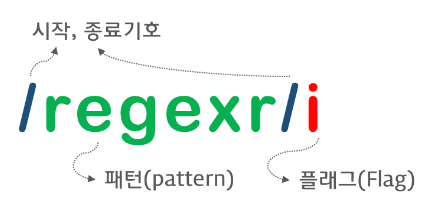 시작, 종료기호
/regexr/i
패턴(pattern)
플래그(Flag)